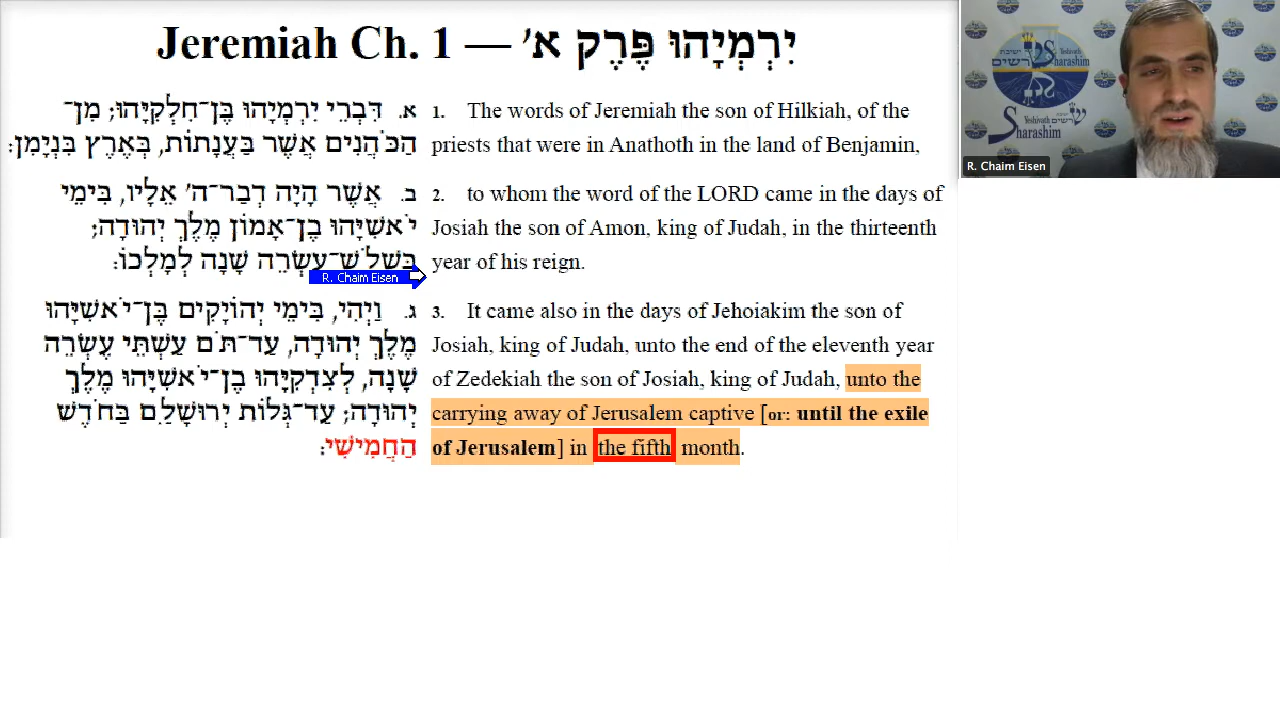 Jeremiah Ch. 1 — יִרְמְיָהוּ פֶּרֶק א׳
א. דִּבְרֵי יִרְמְיָהוּ בֶּן־חִלְקִיָּהוּ; מִן־
הַכֹּהֲנִים אֲשֶׁר בַּעֲנָתוֹת, בְּאֶרֶץ בִּנְיָמִן:
ב. אֲשֶׁר הָיָה דְבַר־ה׳ אֵלָיו, בִּימֵי
יֹאשִׁיָּהוּ בֶן־אָמוֹן מֶלֶךְ יְהוּדָה;
בִּשְׁלֹשׁ־עֶשְׂרֵה שָׁנָה לְמָלְכוֹ:
R. Chaim Eisen
ג. וַיְהִי, בִּימֵי יְהוֹיָקִים בֶּן־יֹאשִׁיָּהוּ
מֶלֶךְ יְהוּדָה, עַד־תֹּם עַשְׁתֵּי עֶשְׂרֵה
שָׁנָה, לְצִדְקִיָּהוּ בֶן־יֹאשִׁיָּהוּ מֶלֶךְ
יְהוּדָה; עַד־גְּלוֹת יְרוּשָׁלַ‍ִם בַּחֹדֶשׁ
הַחֲמִישִׁי:
1. The words of Jeremiah the son of Hilkiah, of the
priests that were in Anathoth in the land of Benjamin,
2. to whom the word of the LORD came in the days of
Josiah the son of Amon, king of Judah, in the thirteenth
year of his reign.
3. It came also in the days of Jehoiakim the son of
Josiah, king of Judah, unto the end of the eleventh year
of Zedekiah the son of Josiah, king of Judah, unto the
carrying away of Jerusalem captive [or: until the exile
of Jerusalem] in the fifth month.
ישיבת
שרשים
Yeshivath
Sharashim
Yeshivath שרשים
Sharashim
R. Chaim Eisen